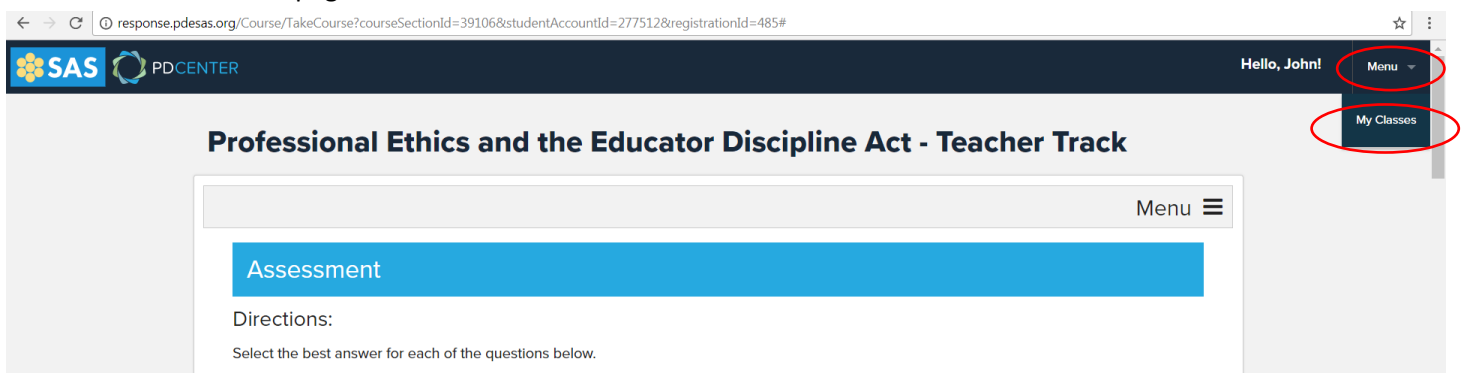 response.pdesas.org/Course/TakeCourse?courseSectionId=39106&studentAccountId=277512&registrationId=485#
SAS PDCENTER Hello, John! Menu
My Classes
Professional Ethics and the Educator Discipline Act - Teacher Track
Menu
Assessment
Directions:
Select the best answer for each of the questions below.